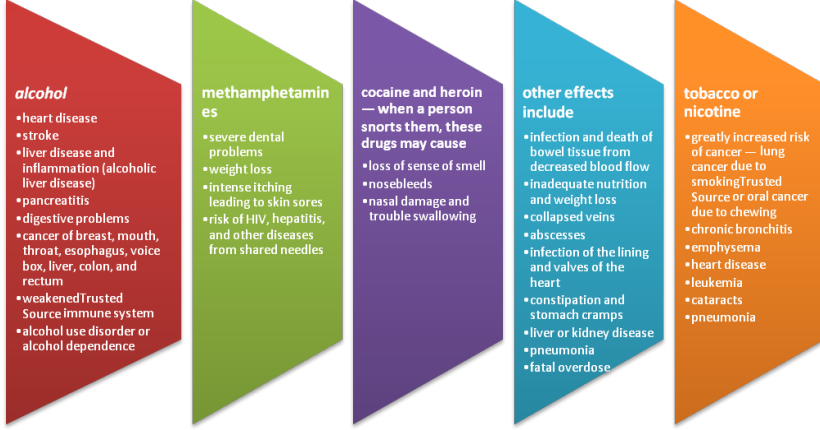 alcohol
•heart disease
•stroke
•liver disease and
inflammation (alcoholic
liver disease)
•pancreatitis
•digestive problems
•cancer of breast, mouth,
throat, esophagus, voice
box, liver, colon, and
rectum
•weakenedTrusted
Source immune system
•alcohol use disorder or
alcohol dependence
methamphetamin
es
•severe dental
problems
•weight loss
•intense itching
leading to skin sores
•risk of HIV, hepatitis,
and other diseases
from shared needles
cocaine and heroin
— when a person
snorts them, these
drugs may cause
•loss of sense of smell
•nosebleeds
•nasal damage and
trouble swallowing
other effects
include
•infection and death of
bowel tissue from
decreased blood flow
•inadequate nutrition
and weight loss
•collapsed veins
•abscesses
•infection of the lining
and valves of the
heart
•constipation and
stomach cramps
•liver or kidney disease
•pneumonia
•fatal overdose
tobacco or
nicotine
•greatly increased risk
of cancer — lung
cancer due to
smokingTrusted
Source or oral cancer
due to chewing
•chronic bronchitis
•emphysema
•heart disease
•leukemia
•cataracts
•pneumonia